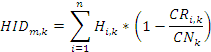 HID_{m,k} = \sum_{i=1}^{n} H_{i,k} * \left(1 - \frac{CR_{i,k}}{CN_k}\right)